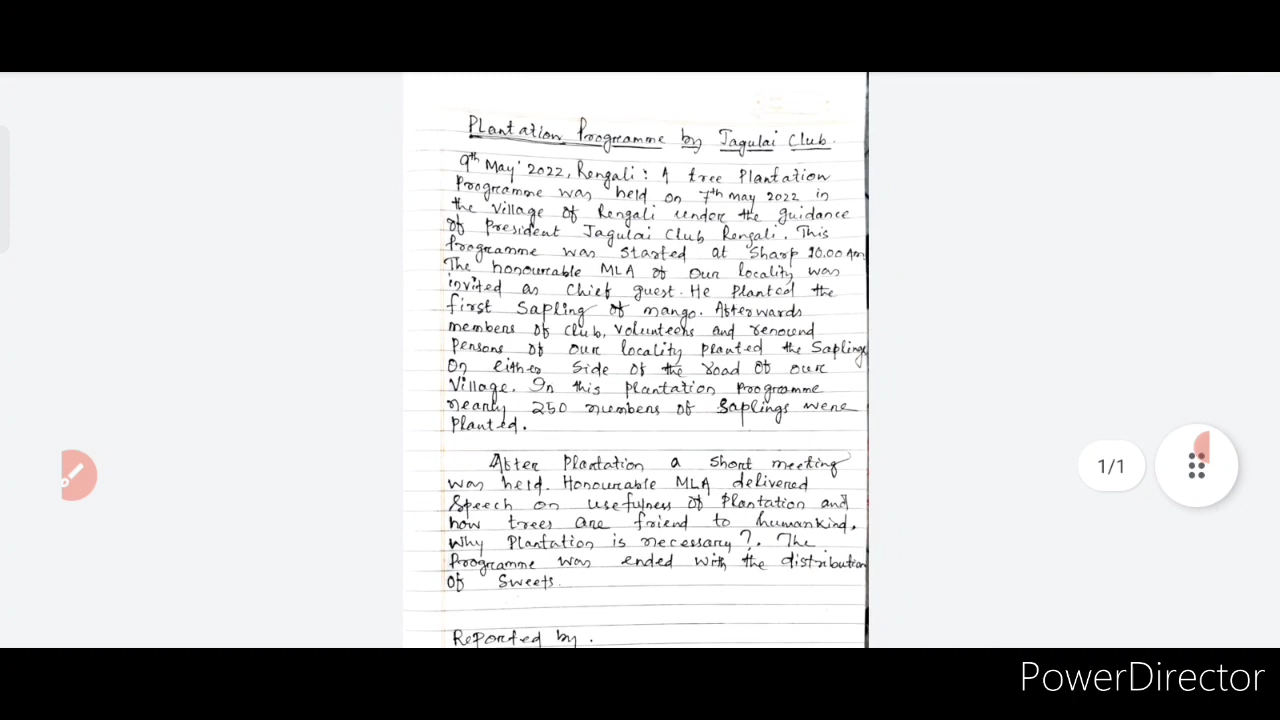 Plantation Programme by Jagulai Club.
9th May' 2022, Rengali : A tree Plantation
Programme was held on 7th may 2022 in
the village of Rengali under the guidance
of President Jagulai Club Rengali. This
Programme was started at Sharp 10.00 Am
The honourable MLA of our locality was
invited as Chief guest. He Planted the
first Sapling of mango. Afterwards
members of club, volunteers and renowned
Persons of our locality planted the Saplings
on either side of the road of our
Village. In this Plantation Programme
nearly 250 numbers of Saplings were
Planted.
After Plantation a short meeting
was held. Honourable MLA delivered
Speech on usefulness of Plantation and
how trees are friend to humankind.
Why Plantation is necessary?. The
Programme was ended with the distribution
of Sweets.
1/1
Reported by .
PowerDirector